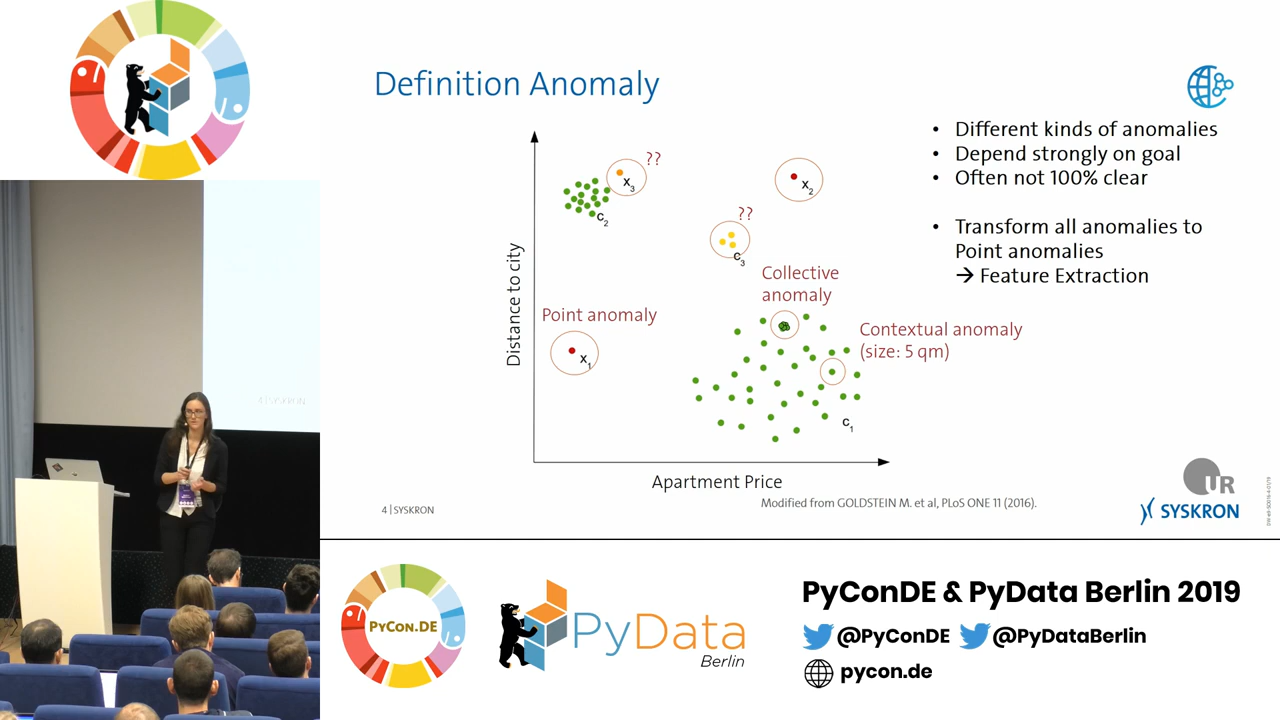 Definition Anomaly
• Different kinds of anomalies
• Depend strongly on goal
• Often not 100% clear
• Transform all anomalies to
Point anomalies
→ Feature Extraction
??
x3
c2
x2
??
c3
Collective
anomaly
Point anomaly
x1
Contextual anomaly
(size: 5 qm)
c1
Distance to city
Apartment Price
Modified from GOLDSTEIN M. et al, PLoS ONE 11 (2016).
4 | SYSKRON
UR
SYSKRON
SYSKRON
PyCon.DE
PyData
Berlin
PyConDE & PyData Berlin 2019
@PyConDE @PyDataBerlin
pycon.de